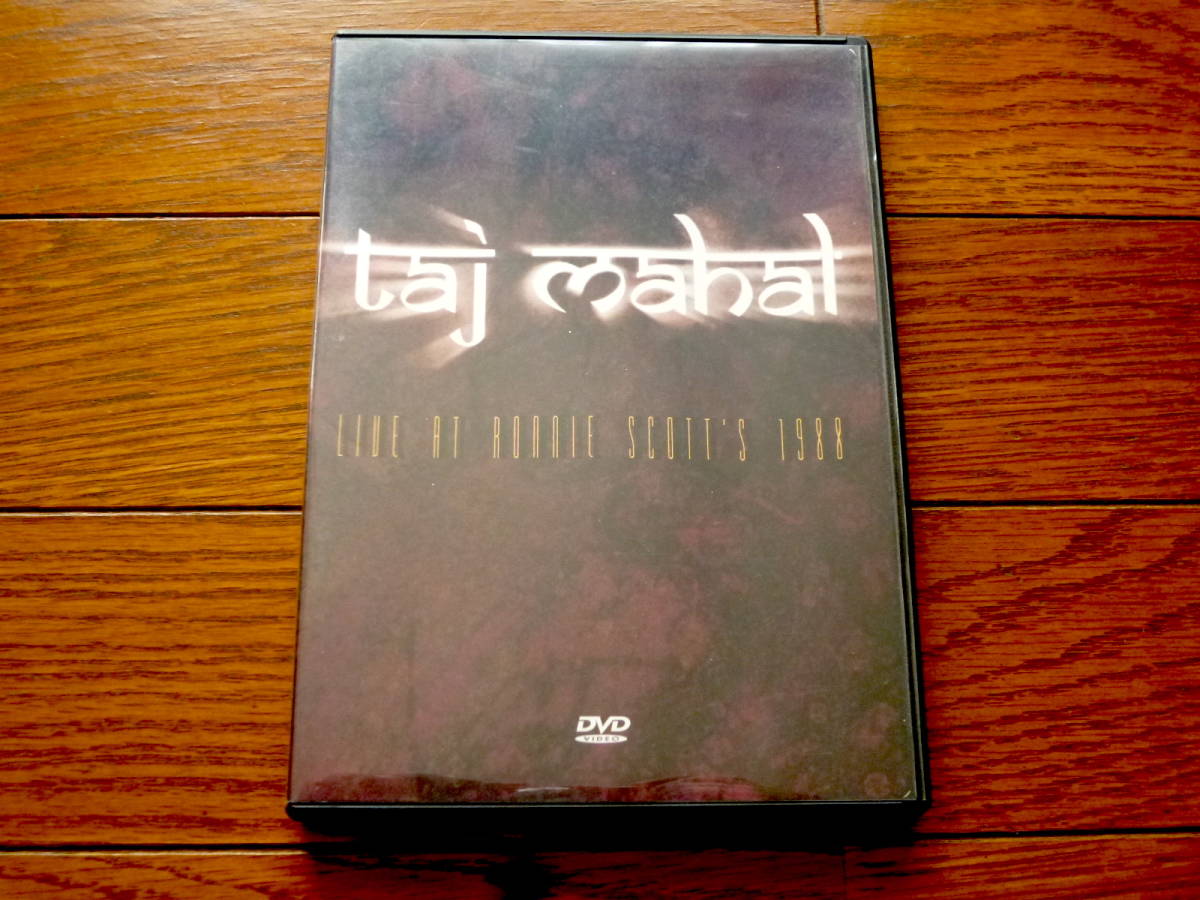 taj mahal
LIVE AT RONNIE SCOTT'S 1988
DVD
VIDEO